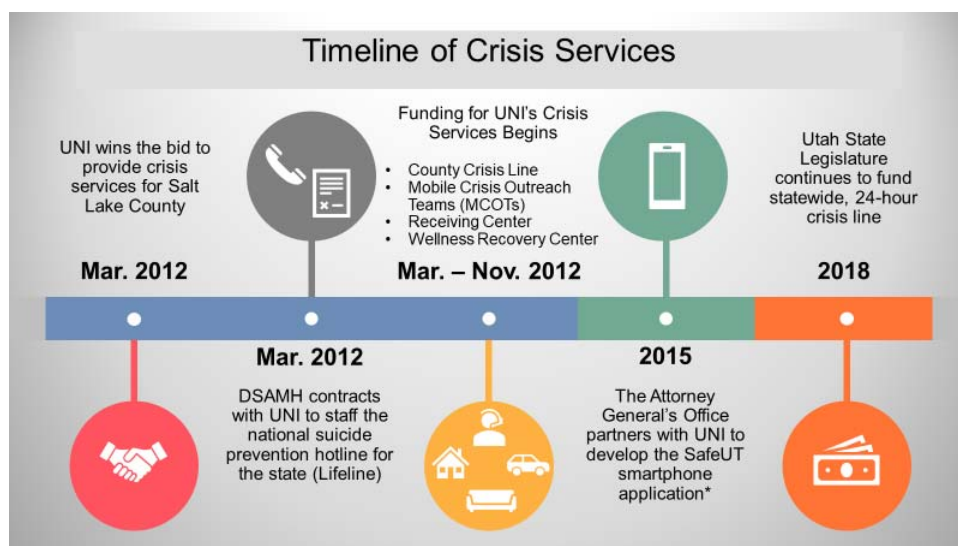 Timeline of Crisis Services
UNI wins the bid to
provide crisis
services for Salt
Lake County
Mar. 2012
Mar. 2012
DSAMH contracts
with UNI to staff the
national suicide
prevention hotline for
the state (Lifeline)
Funding for UNI's Crisis
Services Begins
• County Crisis Line
• Mobile Crisis Outreach
Teams (MCOTs)
• Receiving Center
• Wellness Recovery Center
Mar. – Nov. 2012
2015
The Attorney
General's Office
partners with UNI to
develop the SafeUT
smartphone
application*
Utah State
Legislature
continues to fund
statewide, 24-hour
crisis line
2018